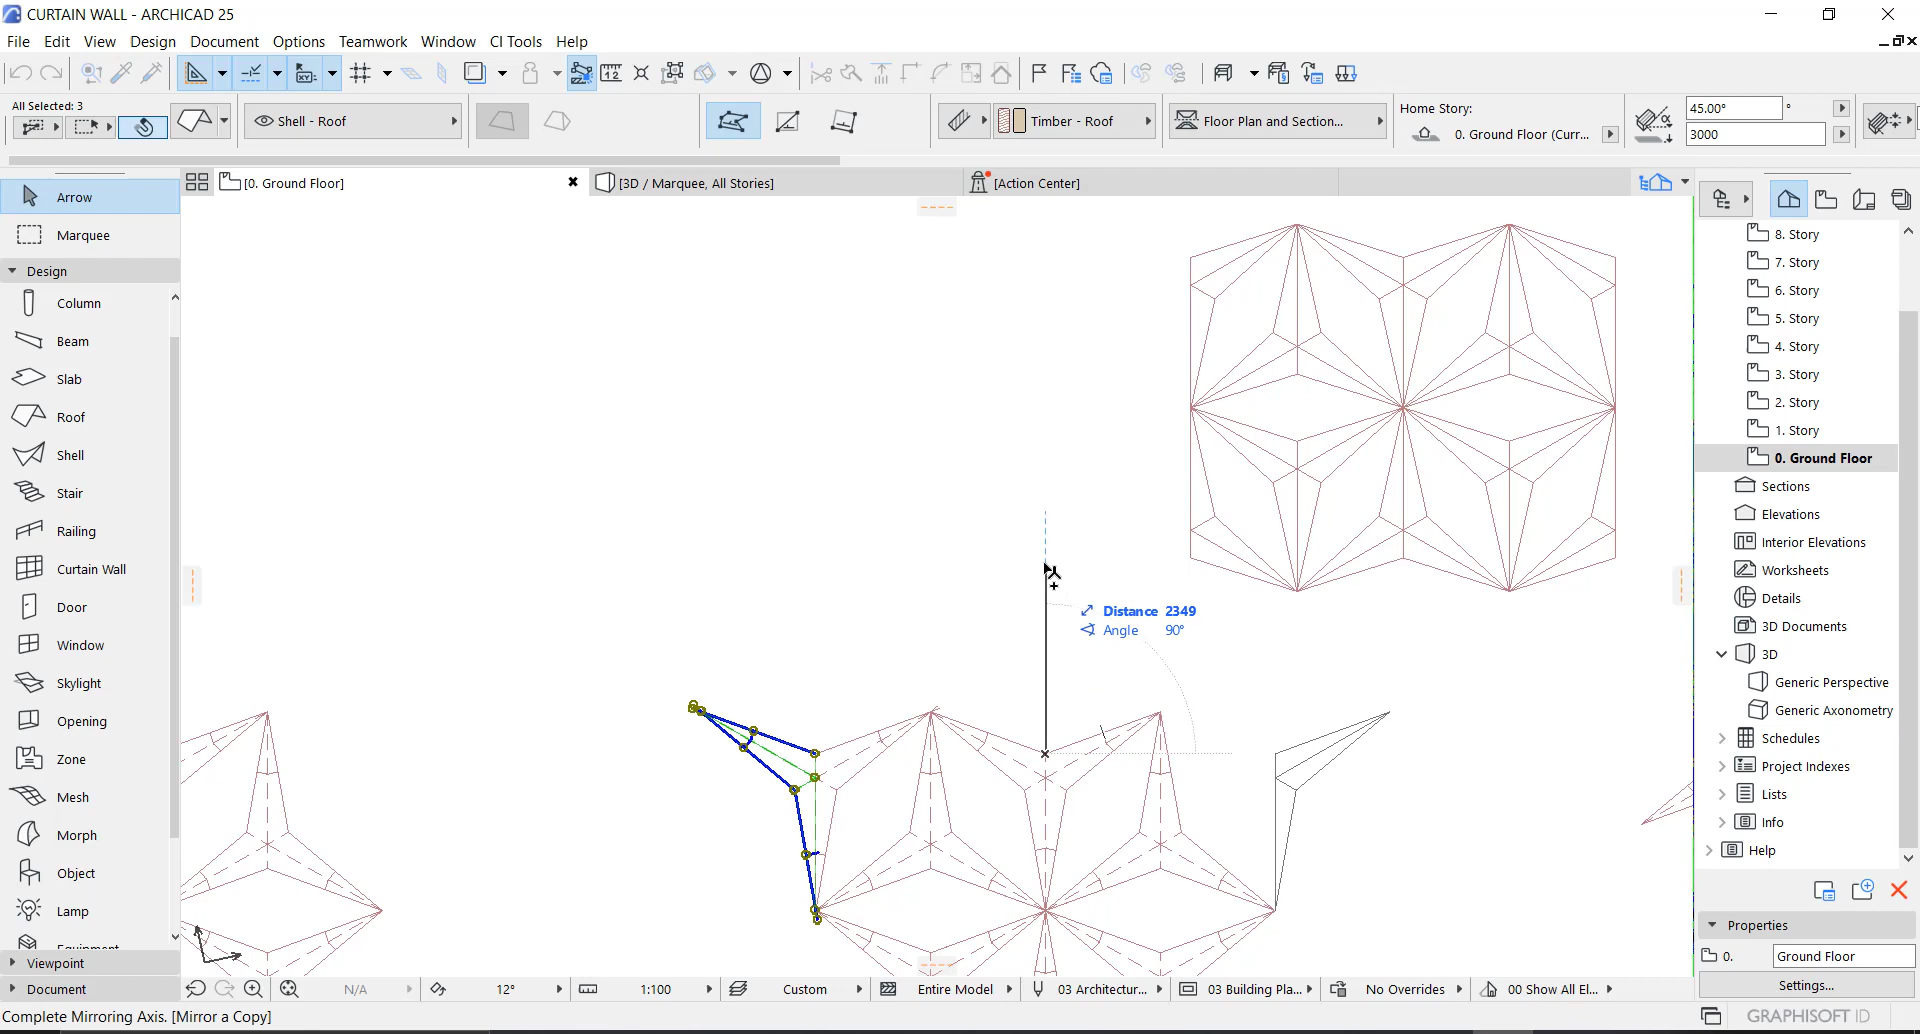 CURTAIN WALL - ARCHICAD 25
File Edit View Design Document Options Teamwork Window CI Tools Help
All Selected: 3
Shell - Roof
Timber - Roof
Floor Plan and Section...
Home Story:
0. Ground Floor (Curr...
45.00°
°
3000
[0. Ground Floor]
[3D / Marquee, All Stories]
[Action Center]
Arrow
Marquee
Design
Column
Beam
Slab
Roof
Shell
Stair
Railing
Curtain Wall
Door
Window
Skylight
Opening
Zone
Mesh
Morph
Object
Lamp
Equipment
Viewpoint
Document
Distance 2349
Angle 90°
8. Story
7. Story
6. Story
5. Story
4. Story
3. Story
2. Story
1. Story
0. Ground Floor
Sections
Elevations
Interior Elevations
Worksheets
Details
3D Documents
3D
Generic Perspective
Generic Axonometry
Schedules
Project Indexes
Lists
Info
Help
Properties
0. Ground Floor
Settings...
N/A
12°
1:100
Custom
Entire Model
03 Architectur...
03 Building Pla...
No Overrides
00 Show All El...
Complete Mirroring Axis. [Mirror a Copy]
GRAPHISOFT ID